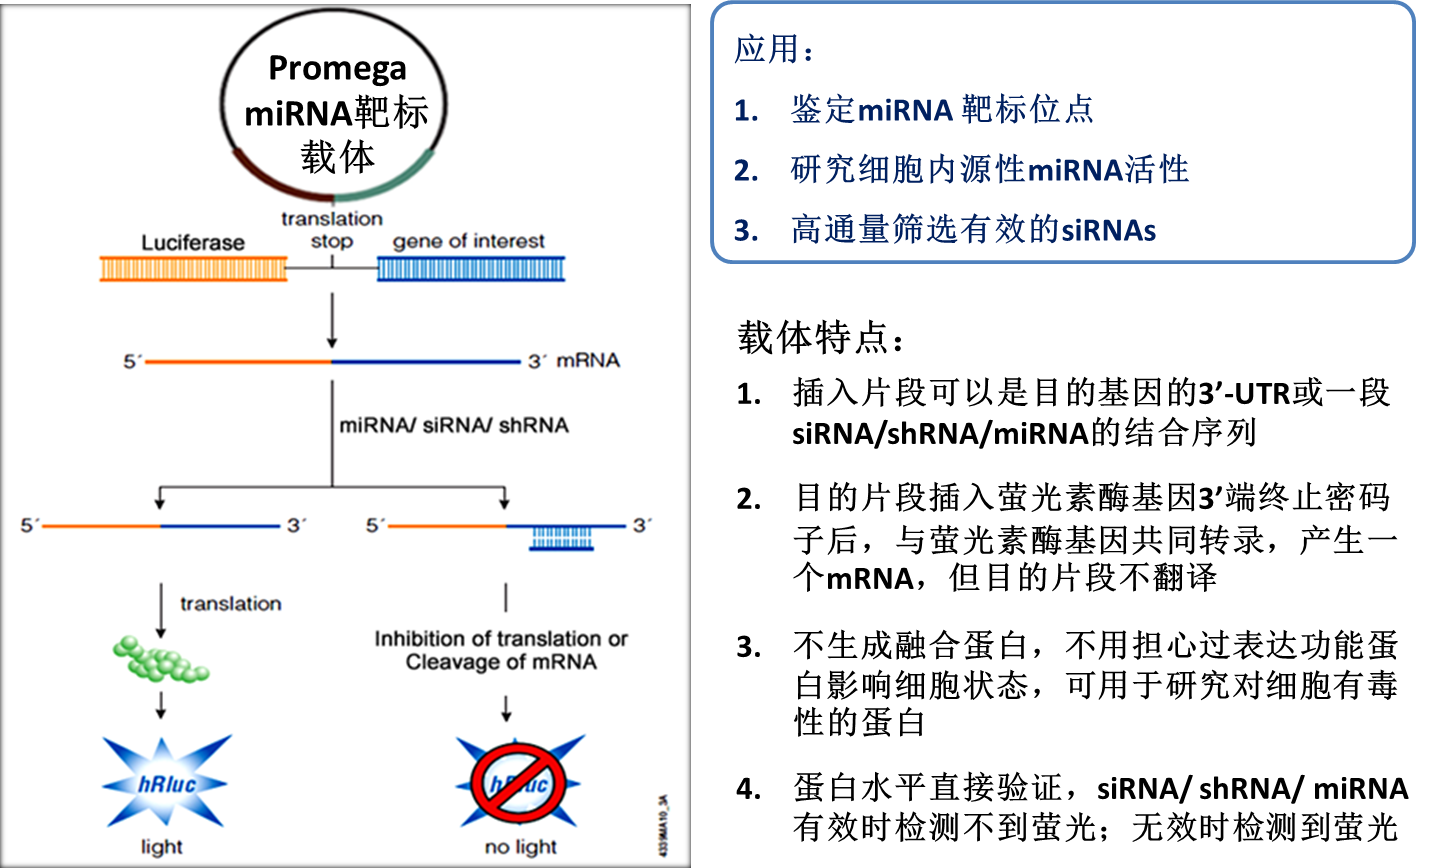 Promega
miRNA靶标
载体
translation
stop
Luciferase
gene of interest
5´
3´ mRNA
miRNA/ siRNA/ shRNA
5´
3´
5´
3´
translation
Inhibition of translation or
Cleavage of mRNA
hRluc
hRluc
light
no light
4339MA10_3A
应用：
1. 鉴定miRNA 靶标位点
2. 研究细胞内源性miRNA活性
3. 高通量筛选有效的siRNAs
载体特点：
1. 插入片段可以是目的基因的3’-UTR或一段
siRNA/shRNA/miRNA的结合序列
2. 目的片段插入萤光素酶基因3’端终止密码
子后，与萤光素酶基因共同转录，产生一
个mRNA，但目的片段不翻译
3. 不生成融合蛋白，不用担心过表达功能蛋
白影响细胞状态，可用于研究对细胞有毒
性的蛋白
4. 蛋白水平直接验证，siRNA/ shRNA/ miRNA
有效时检测不到萤光；无效时检测到萤光